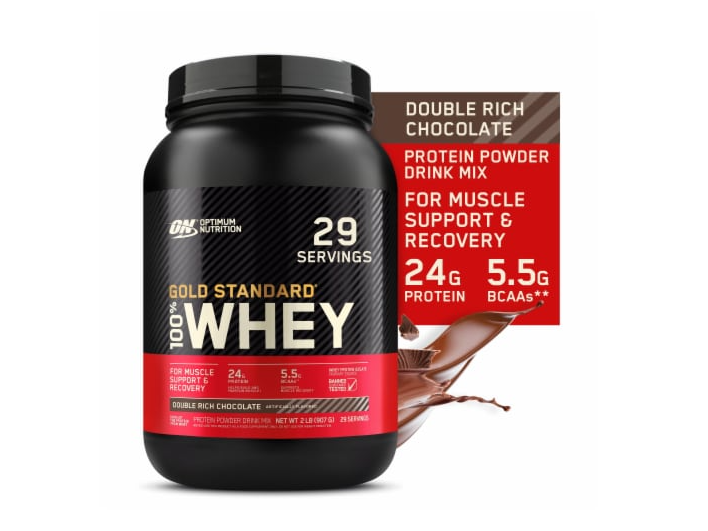 ON
OPTIMUM
NUTRITION
29
SERVINGS
GOLD STANDARD
100%
WHEY
FOR MUSCLE
SUPPORT &
RECOVERY
24G
PROTEIN
5.5G
BCAAs
BANNED
TESTED
DOUBLE RICH CHOCOLATE
PROTEIN POWDER DRINK MIX NET WT 2 LB (907 G) 29 SERVINGS
DOUBLE RICH
CHOCOLATE
PROTEIN POWDER
DRINK MIX
FOR MUSCLE
SUPPORT &
RECOVERY
24G
PROTEIN
5.5G
BCAAs**